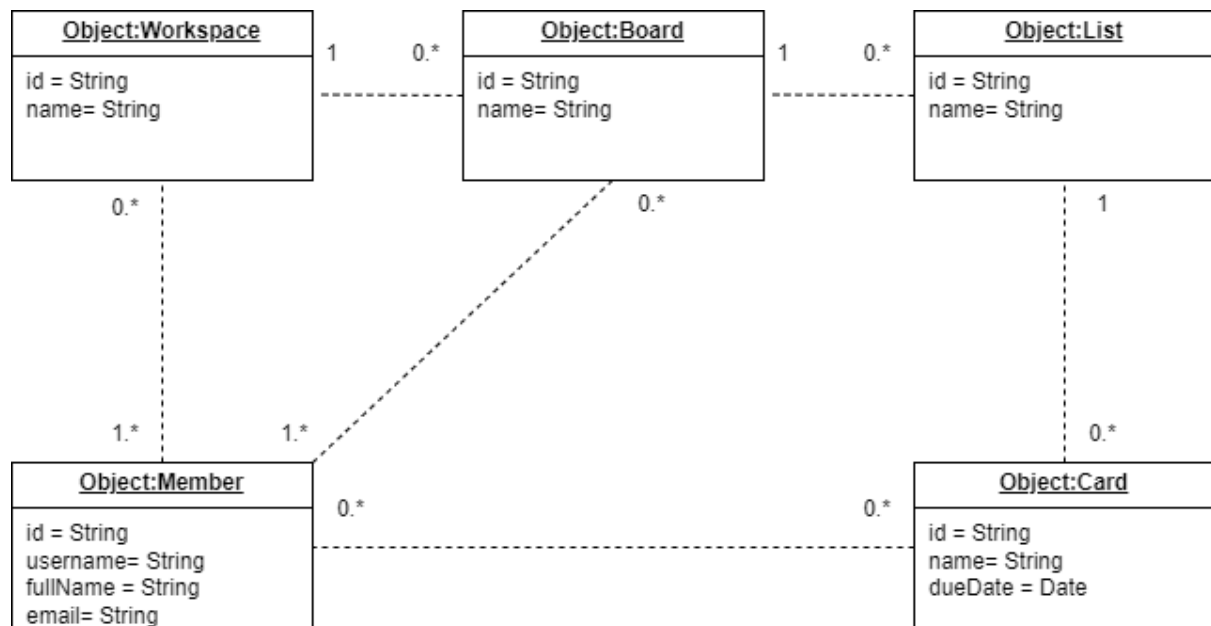 Object:Workspace
id = String
name= String
1
0.*
Object:Board
id = String
name= String
1
0.*
Object:List
id = String
name= String
0.*
0.*
1
1.*
1.*
0.*
Object:Member
id = String
username= String
fullName = String
email= String
0.*
0.*
Object:Card
id = String
name= String
dueDate = Date